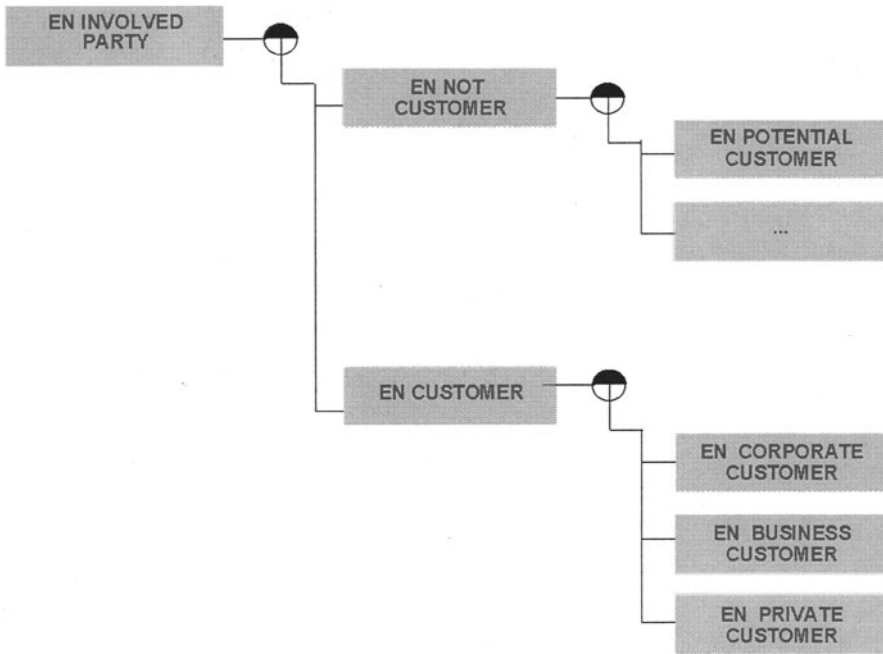 EN INVOLVED
PARTY
EN NOT
CUSTOMER
EN POTENTIAL
CUSTOMER
...
EN CUSTOMER
EN CORPORATE
CUSTOMER
EN BUSINESS
CUSTOMER
EN PRIVATE
CUSTOMER